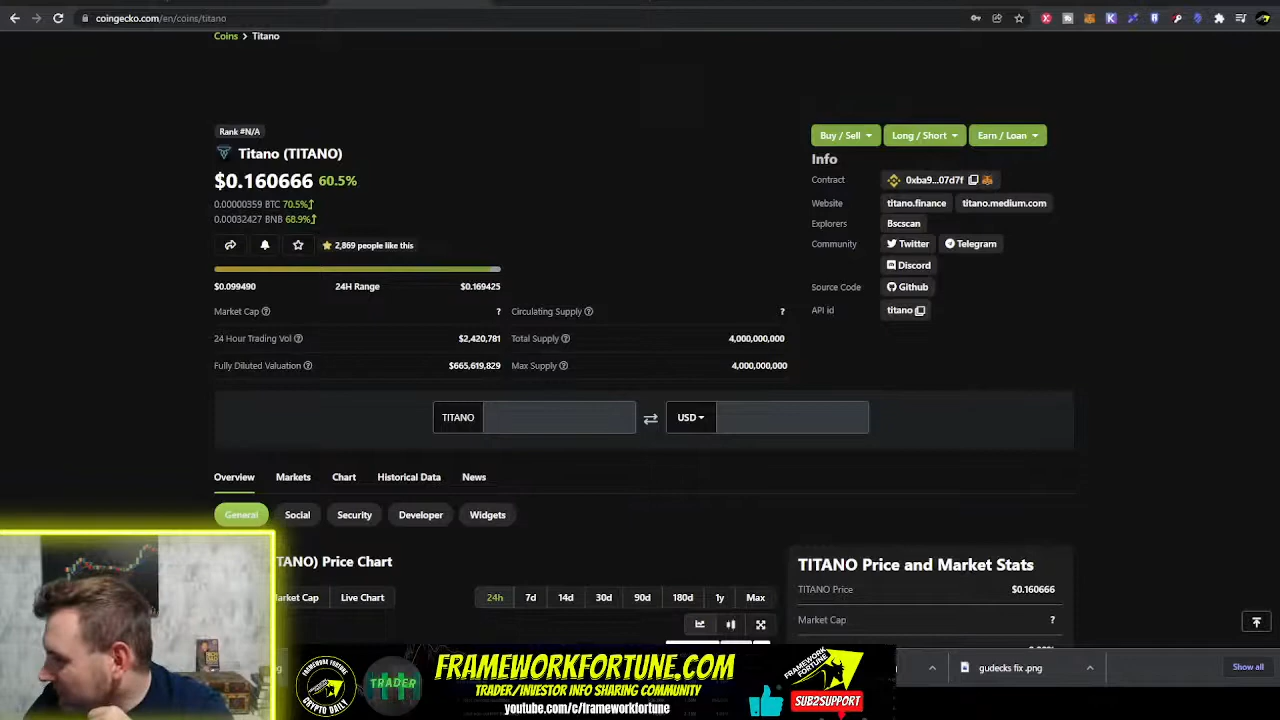 coingecko.com/en/coins/titano
Coins > Titano
Rank #N/A
Titano (TITANO)
$0.160666 60.5%
0.00000359 BTC 70.5%
0.00032427 BNB 68.9%
2,869 people like this
$0.099490 24H Range $0.169425
Market Cap ?
24 Hour Trading Vol $2,420,781
Fully Diluted Valuation $665,619,829
Circulating Supply ?
Total Supply 4,000,000,000
Max Supply 4,000,000,000
Buy / Sell Long / Short Earn / Loan
Info
Contract 0xba9...07d7f
Website titano.finance titano.medium.com
Explorers Bscscan
Community Twitter Telegram
Discord
Source Code Github
API id titano
TITANO USD
Overview Markets Chart Historical Data News
General Social Security Developer Widgets
TANO) Price Chart
arket Cap Live Chart
24h 7d 14d 30d 90d 180d 1y Max
TITANO Price and Market Stats
TITANO Price $0.160666
Market Cap ?
FRAMEWORK FORTUNE
CRYPTO DAILY
TRADER
FRAMEWORKFORTUNE.COM
TRADER/INVESTOR INFO SHARING COMMUNITY
youtube.com/c/frameworkfortune
FRAMEWORK FORTUNE
SUB2SUPPORT
gudecks fix .png
Show all